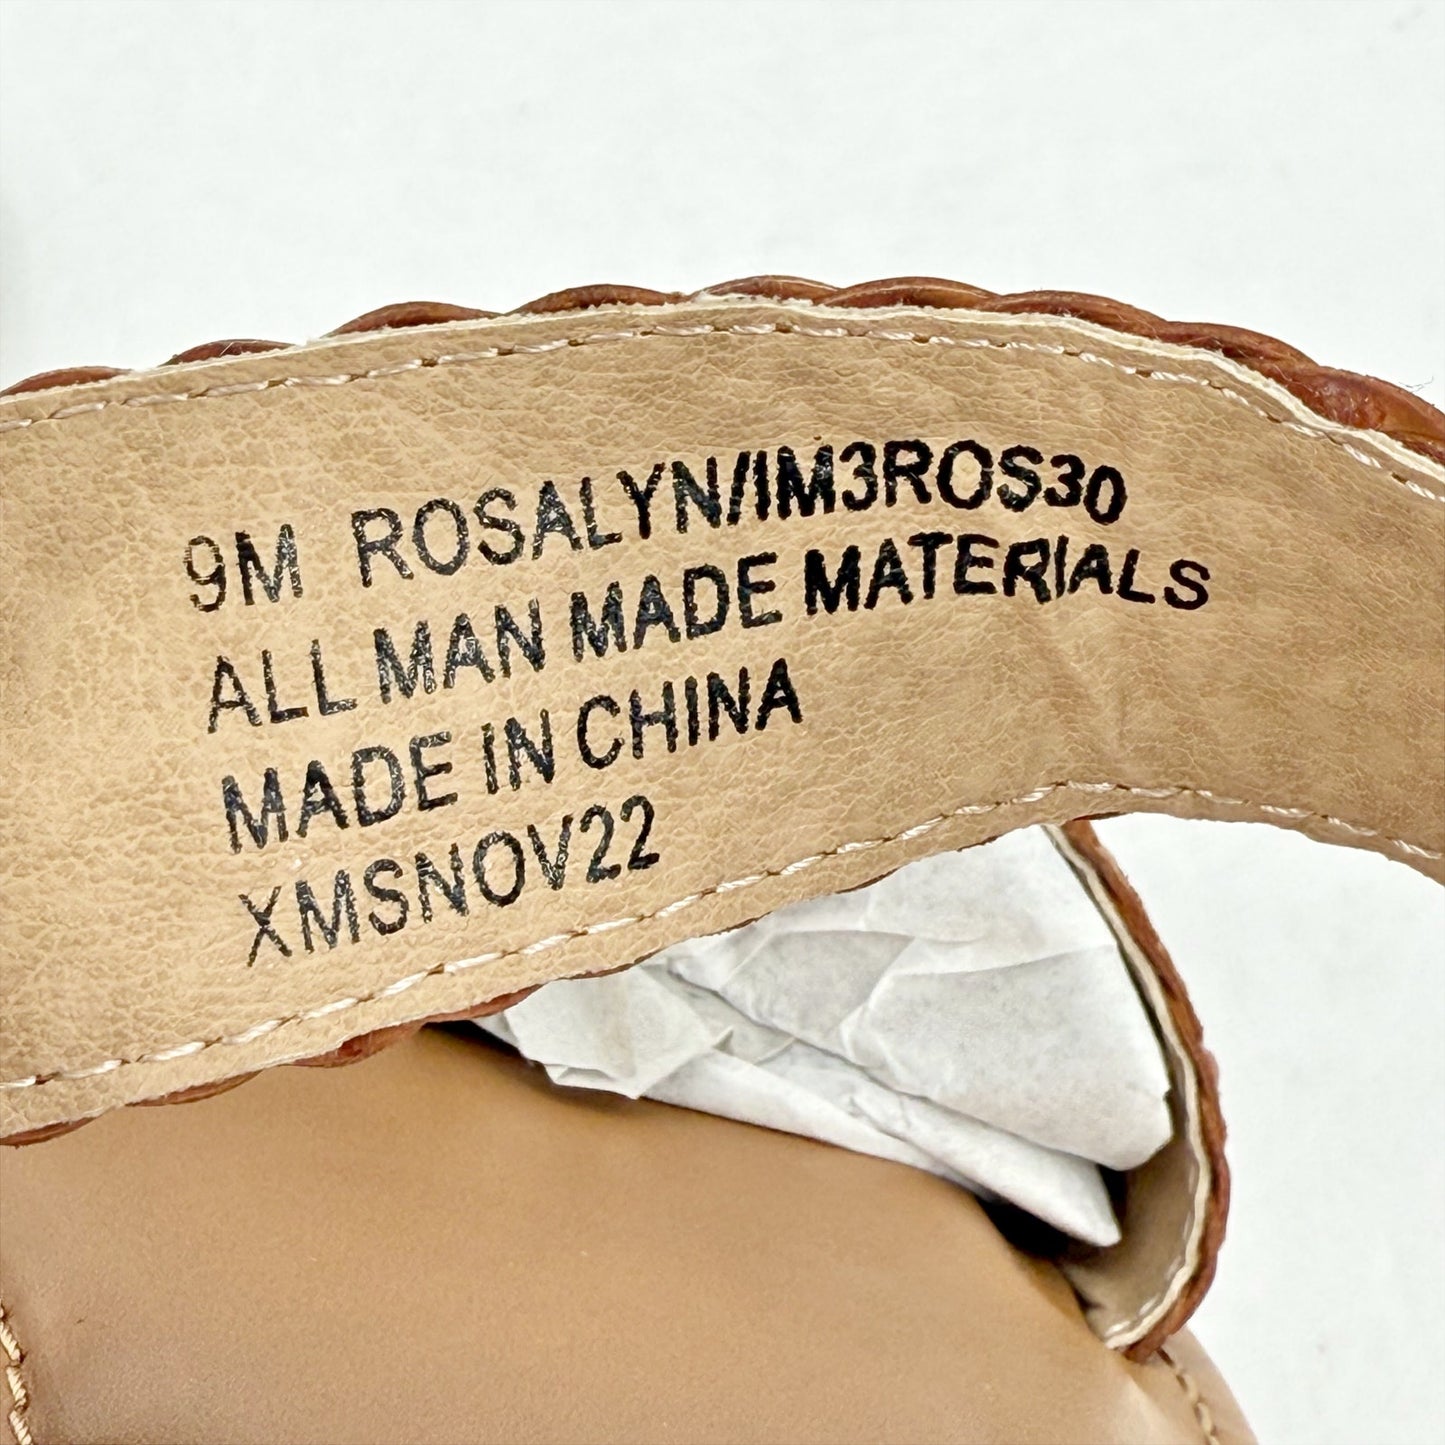 9M ROSALYN/IM3ROS30
ALL MAN MADE MATERIALS
MADE IN CHINA
XMSNOV22